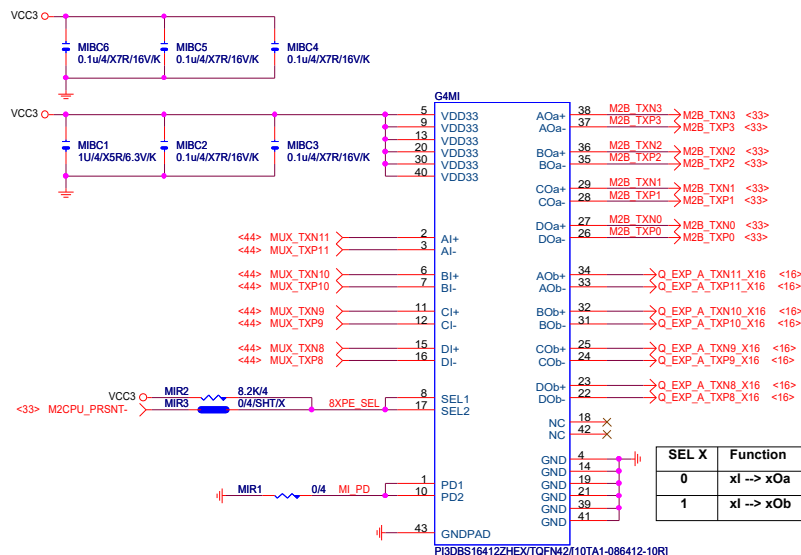 VCC3
MIBC6
0.1u/4/X7R/16V/K
MIBC5
0.1u/4/X7R/16V/K
MIBC4
0.1u/4/X7R/16V/K
VCC3
MIBC1
1U/4/X5R/6.3V/K
MIBC2
0.1u/4/X7R/16V/K
MIBC3
0.1u/4/X7R/16V/K
G4MI
5 VDD33
9 VDD33
13 VDD33
20 VDD33
30 VDD33
40 VDD33
<44> MUX_TXN11 2 AI+
<44> MUX_TXP11 3 AI-
<44> MUX_TXN10 6 BI+
<44> MUX_TXP10 7 BI-
<44> MUX_TXN9 11 CI+
<44> MUX_TXP9 12 CI-
<44> MUX_TXN8 15 DI+
<44> MUX_TXP8 16 DI-
VCC3 MIR2 8.2K/4 8 SEL1
<33> M2CPU_PRSNT- MIR3 0/4/SHT/X 8XPE_SEL 17 SEL2
1 PD1
MIR1 0/4 MI_PD 10 PD2
43 GNDPAD
AOa+ 38 M2B_TXN3 M2B_TXN3 <33>
AOa- 37 M2B_TXP3 M2B_TXP3 <33>
BOa+ 36 M2B_TXN2 M2B_TXN2 <33>
BOa- 35 M2B_TXP2 M2B_TXP2 <33>
COa+ 29 M2B_TXN1 M2B_TXN1 <33>
COa- 28 M2B_TXP1 M2B_TXP1 <33>
DOa+ 27 M2B_TXN0 M2B_TXN0 <33>
DOa- 26 M2B_TXP0 M2B_TXP0 <33>
AOb+ 34 Q_EXP_A_TXN11_X16 <16>
AOb- 33 Q_EXP_A_TXP11_X16 <16>
BOb+ 32 Q_EXP_A_TXN10_X16 <16>
BOb- 31 Q_EXP_A_TXP10_X16 <16>
COb+ 25 Q_EXP_A_TXN9_X16 <16>
COb- 24 Q_EXP_A_TXP9_X16 <16>
DOb+ 23 Q_EXP_A_TXN8_X16 <16>
DOb- 22 Q_EXP_A_TXP8_X16 <16>
NC 18
NC 42
GND 4
GND 14
GND 19
GND 21
GND 39
GND 41
SEL X Function
0 xI --> xOa
1 xI --> xOb
PI3DBS16412ZHEX/TQFN42/[10TA1-086412-10R]